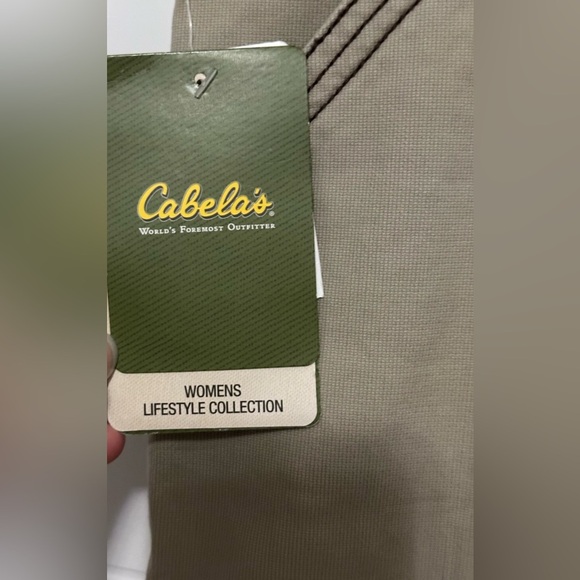 Cabela's®
WORLD'S FOREMOST OUTFITTER
WOMENS
LIFESTYLE COLLECTION